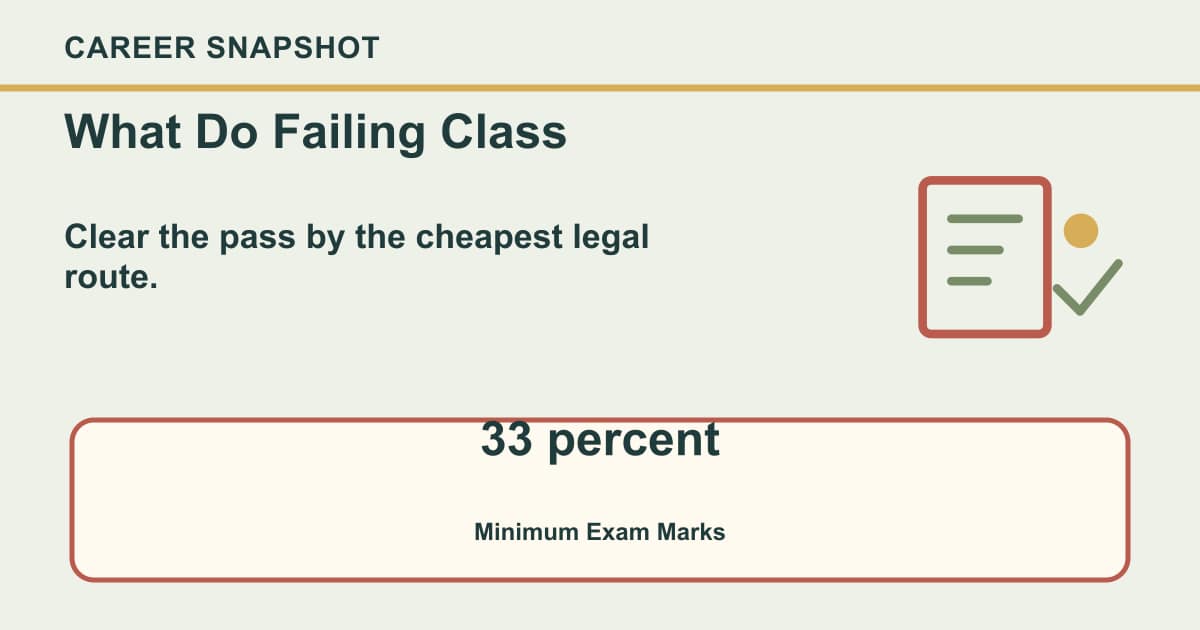 CAREER SNAPSHOT
What Do Failing Class
Clear the pass by the cheapest legal
route.
33 percent
Minimum Exam Marks